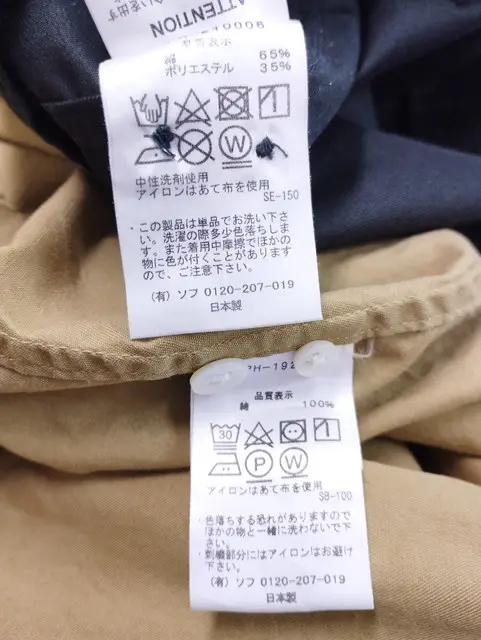 ATTENTION
品質表示
綿 65%
ポリエステル 35%
W
中性洗剤使用
アイロンはあて布を使用
SE-150
・この製品は単品でお洗い下さ
い。洗濯の際多少色落ちしま
す。また着用中摩擦でほかの
物に色が付くことがあります
ので、ご注意下さい。
(有) ソフ 0120-207-019
日本製
PH-192
品質表示
綿 100%
30
P W
アイロンはあて布を使用
SB-100
・色落ちする恐れがありますので
ほかの物と一緒に洗わないで下
さい。
・刺繍部分にはアイロンはお避け
下さい。
(有) ソフ 0120-207-019
日本製